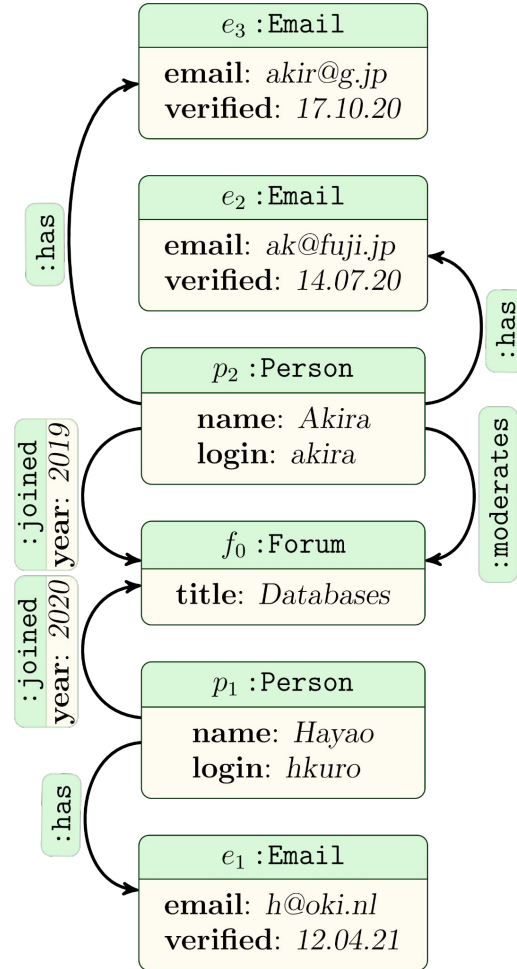 e₃ :Email
email: akir@g.jp
verified: 17.10.20
:has
e₂ :Email
email: ak@fuji.jp
verified: 14.07.20
:has
p₂ :Person
name: Akira
login: akira
:joined
year: 2019
:moderates
f₀ :Forum
title: Databases
:joined
year: 2020
p₁ :Person
name: Hayao
login: hkuro
:has
e₁ :Email
email: h@oki.nl
verified: 12.04.21